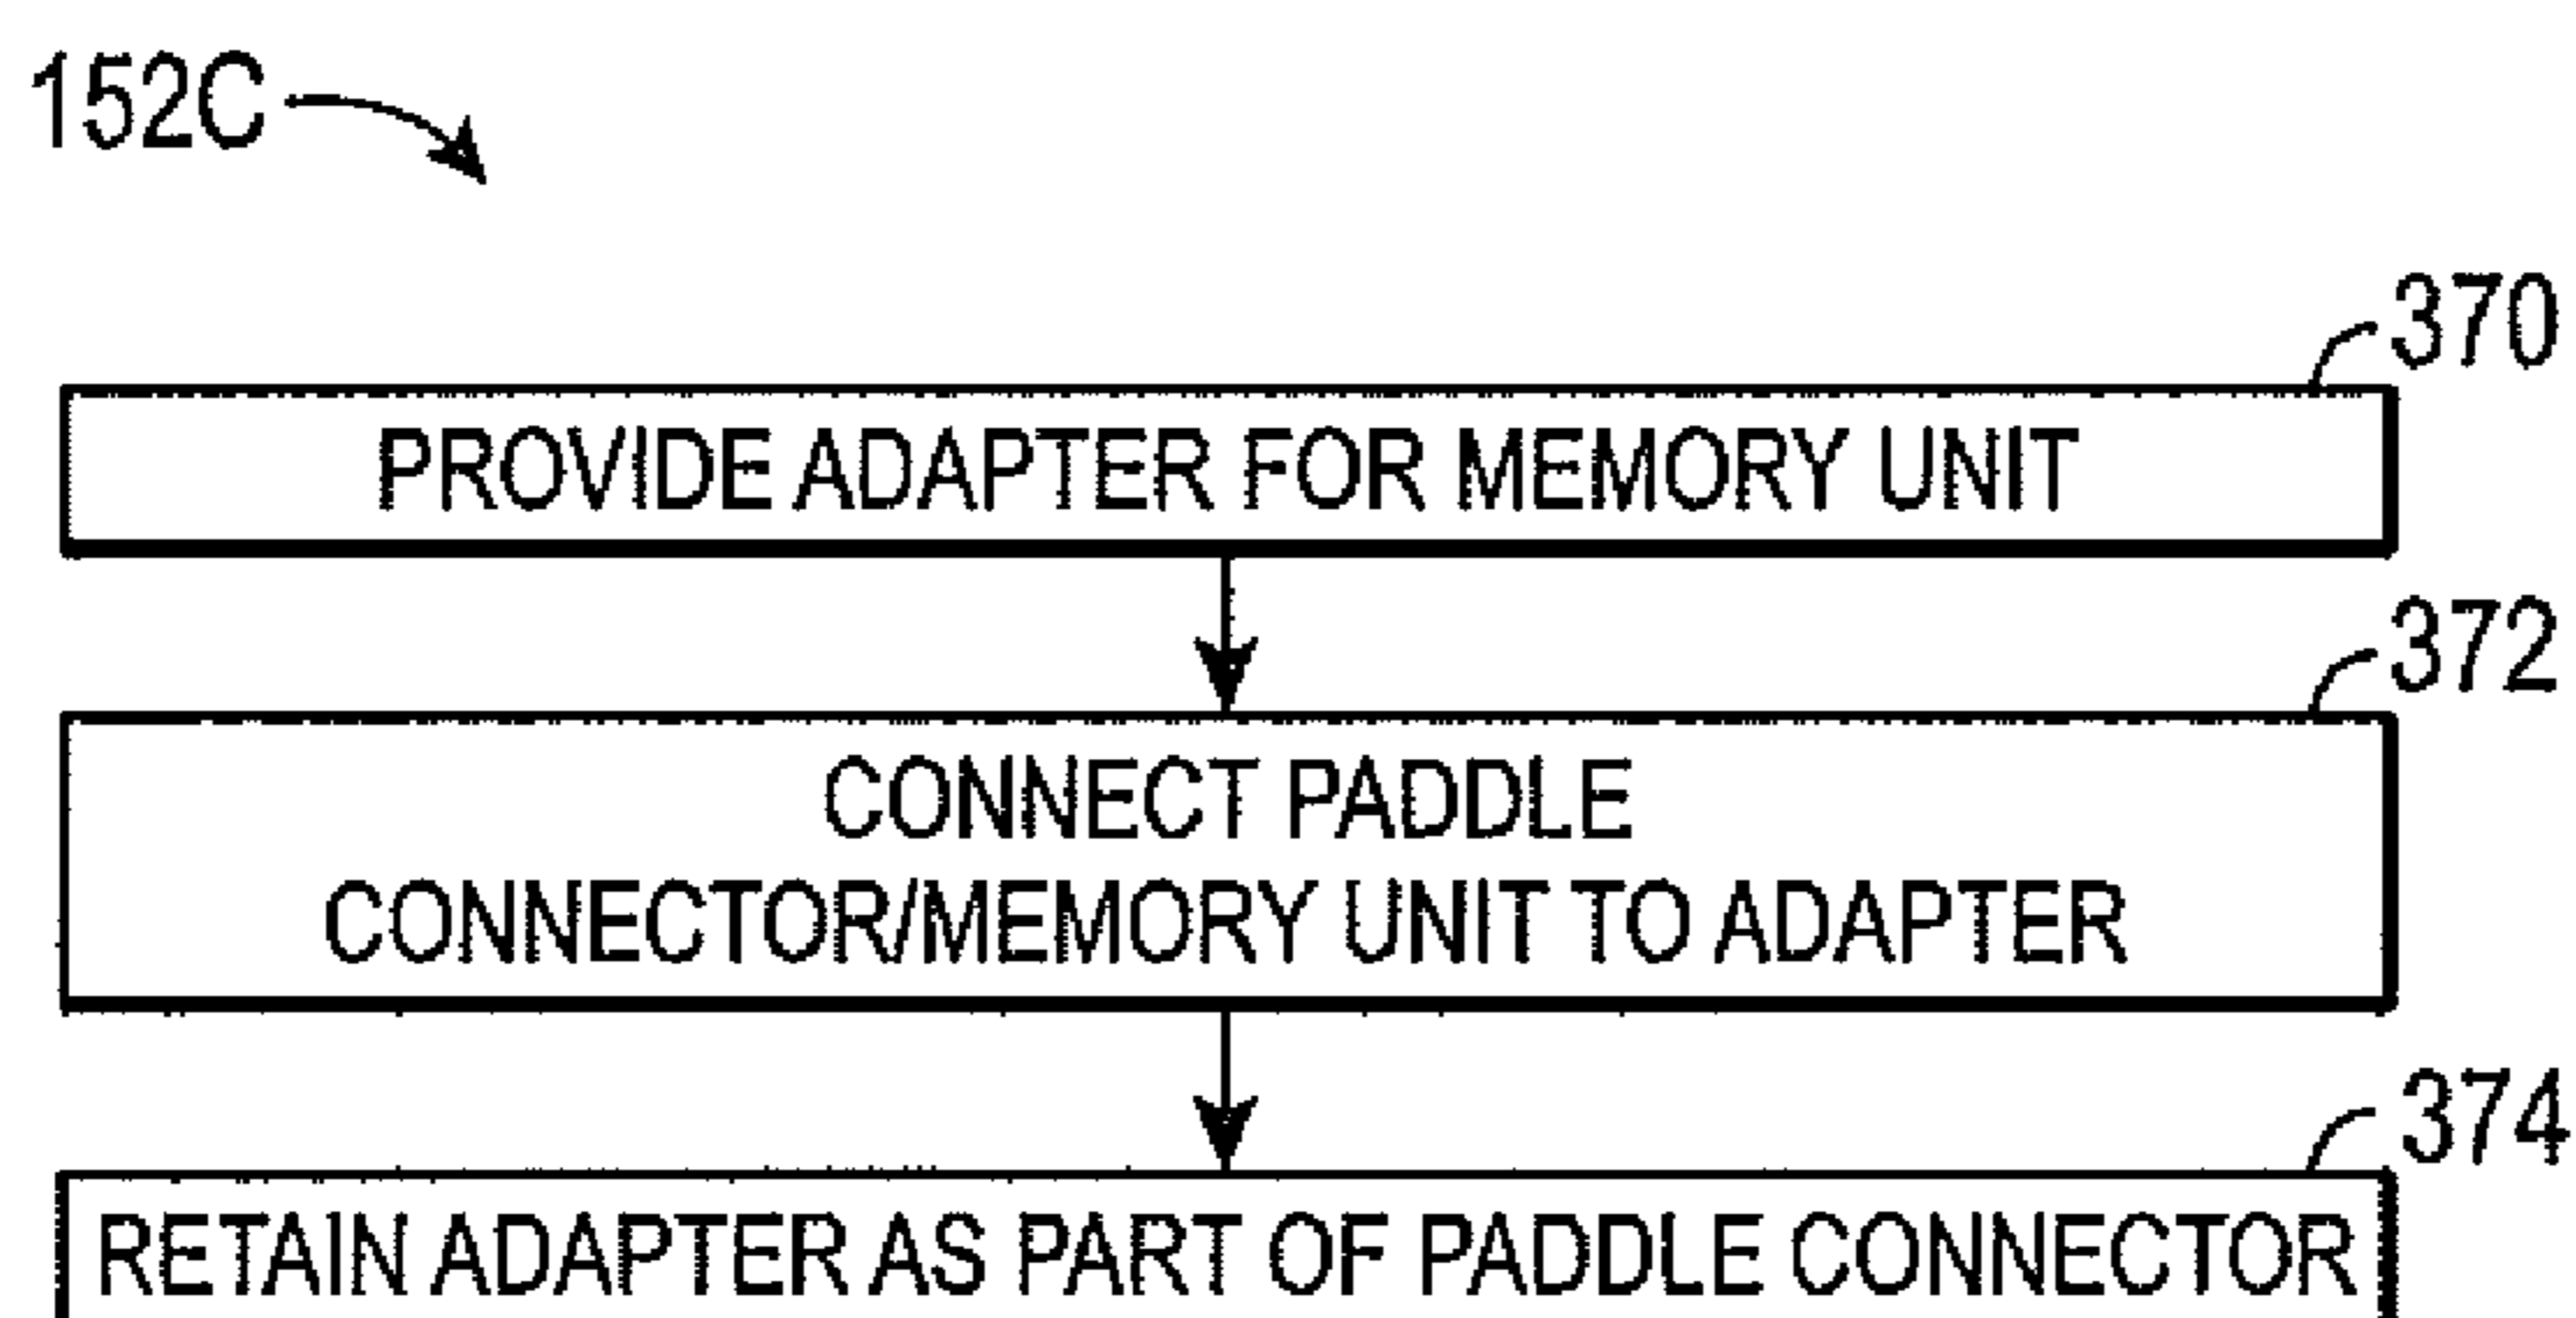 152C
370
PROVIDE ADAPTER FOR MEMORY UNIT
372
CONNECT PADDLE
CONNECTOR/MEMORY UNIT TO ADAPTER
374
RETAIN ADAPTER AS PART OF PADDLE CONNECTOR